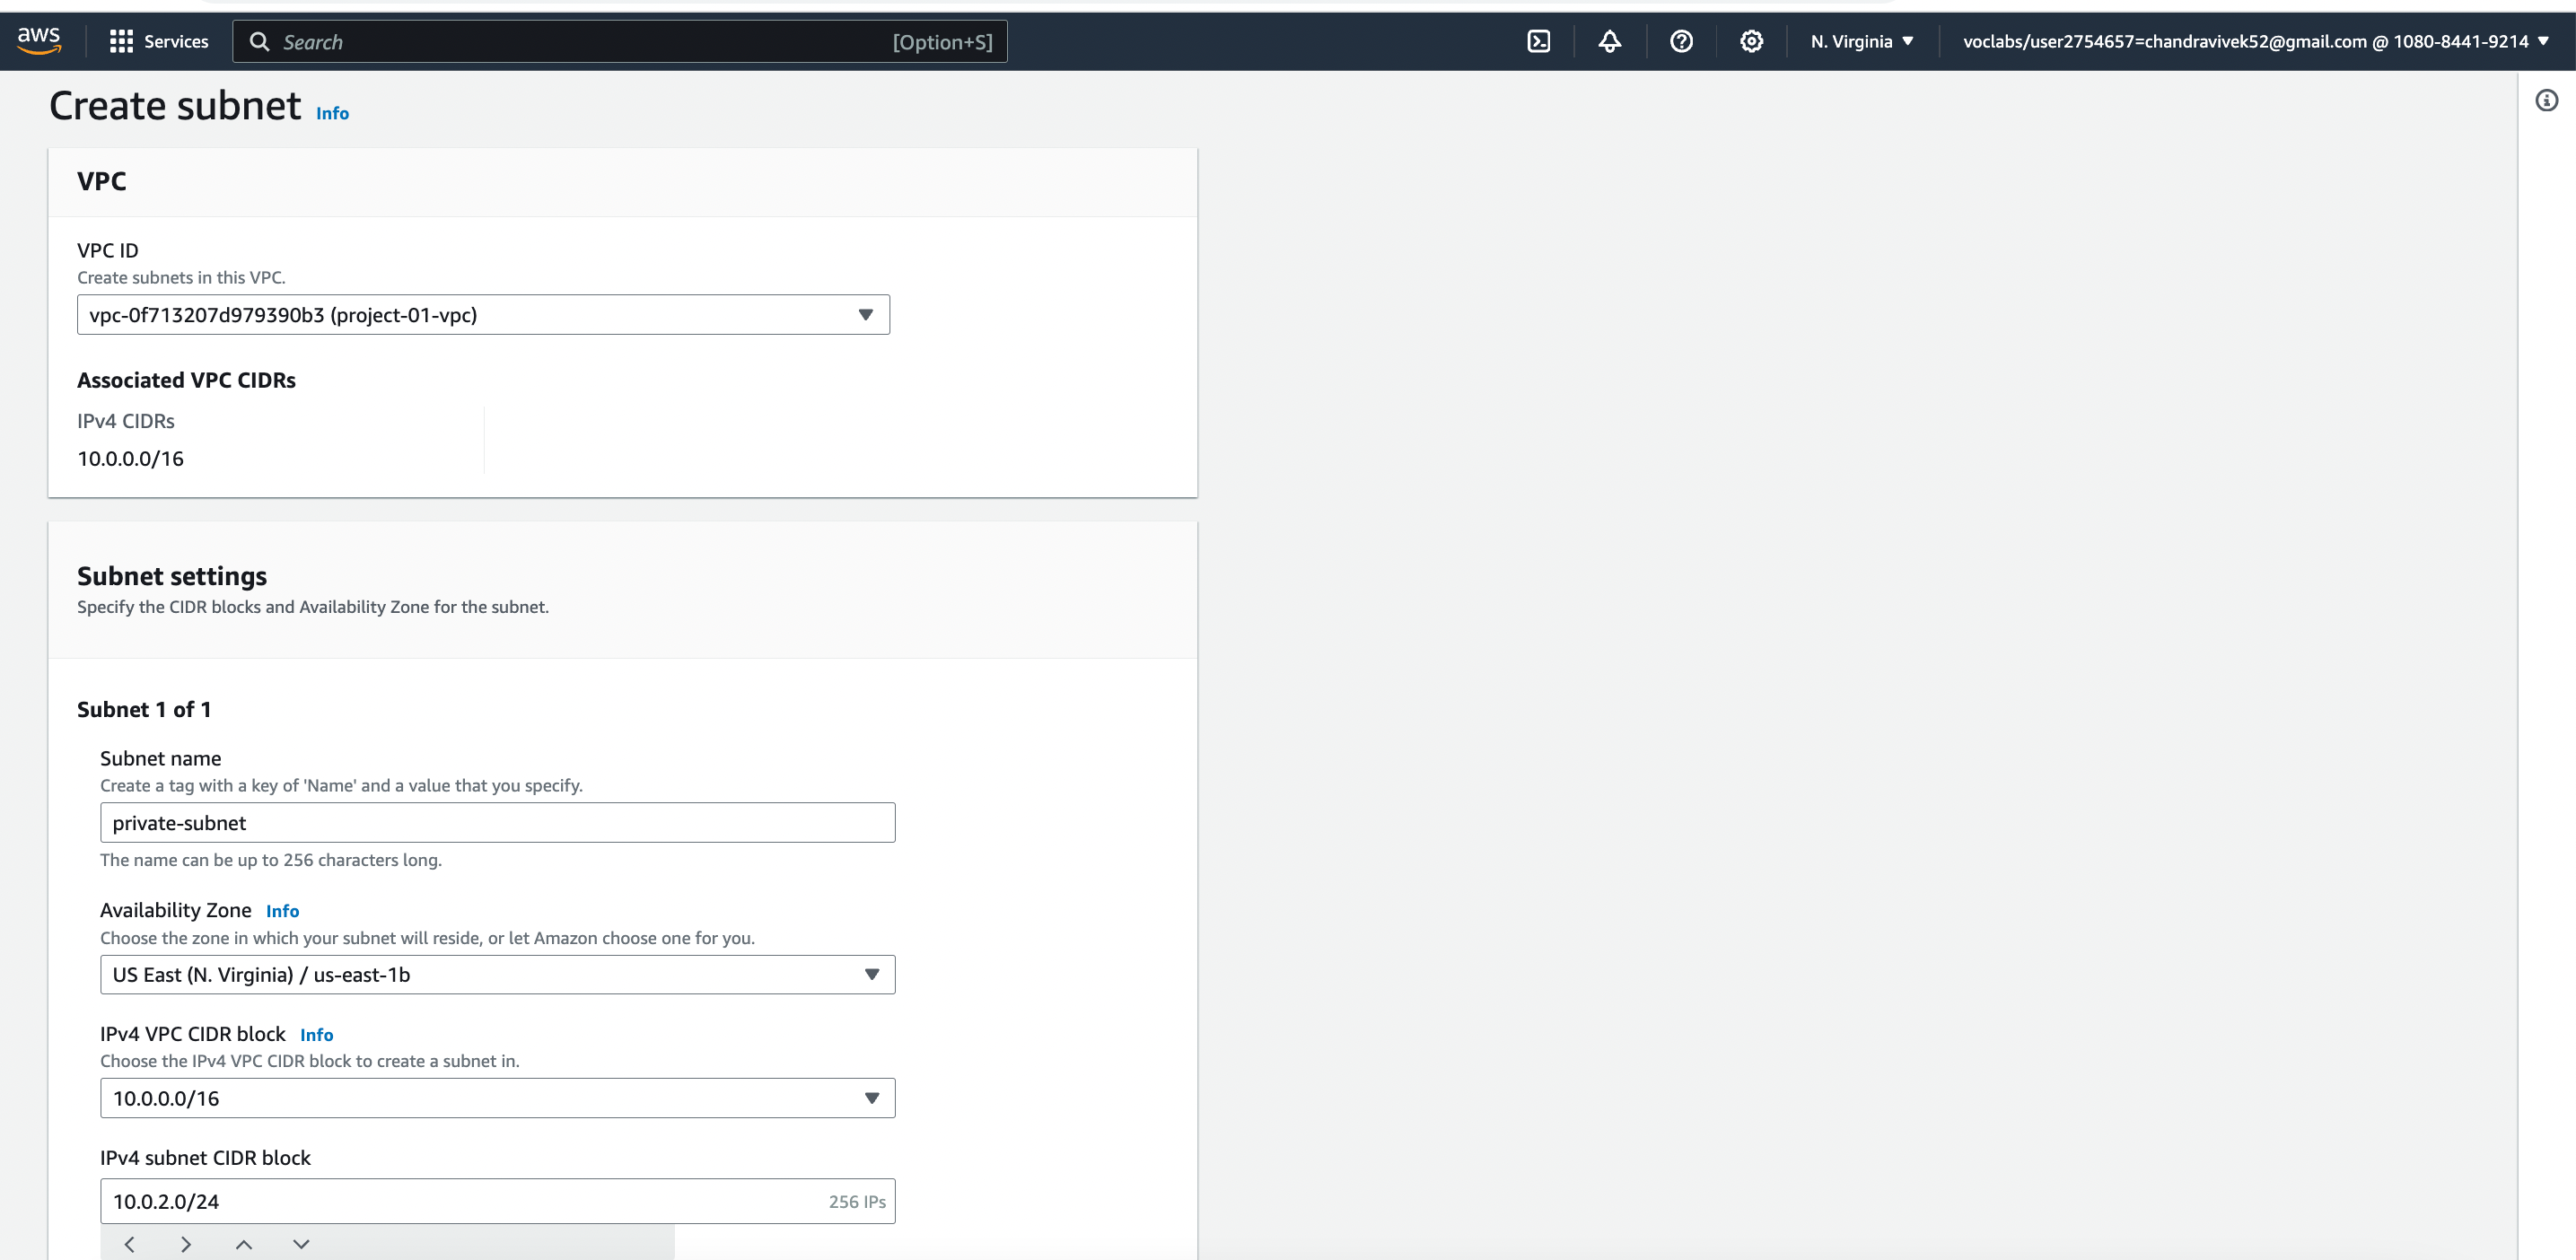 aws
Services
Search
[Option+S]
N. Virginia
voclabs/user2754657=chandravivek52@gmail.com @ 1080-8441-9214
Create subnet Info
VPC
VPC ID
Create subnets in this VPC.
vpc-0f713207d979390b3 (project-01-vpc)
Associated VPC CIDRs
IPv4 CIDRs
10.0.0.0/16
Subnet settings
Specify the CIDR blocks and Availability Zone for the subnet.
Subnet 1 of 1
Subnet name
Create a tag with a key of 'Name' and a value that you specify.
private-subnet
The name can be up to 256 characters long.
Availability Zone Info
Choose the zone in which your subnet will reside, or let Amazon choose one for you.
US East (N. Virginia) / us-east-1b
IPv4 VPC CIDR block Info
Choose the IPv4 VPC CIDR block to create a subnet in.
10.0.0.0/16
IPv4 subnet CIDR block
10.0.2.0/24
256 IPs